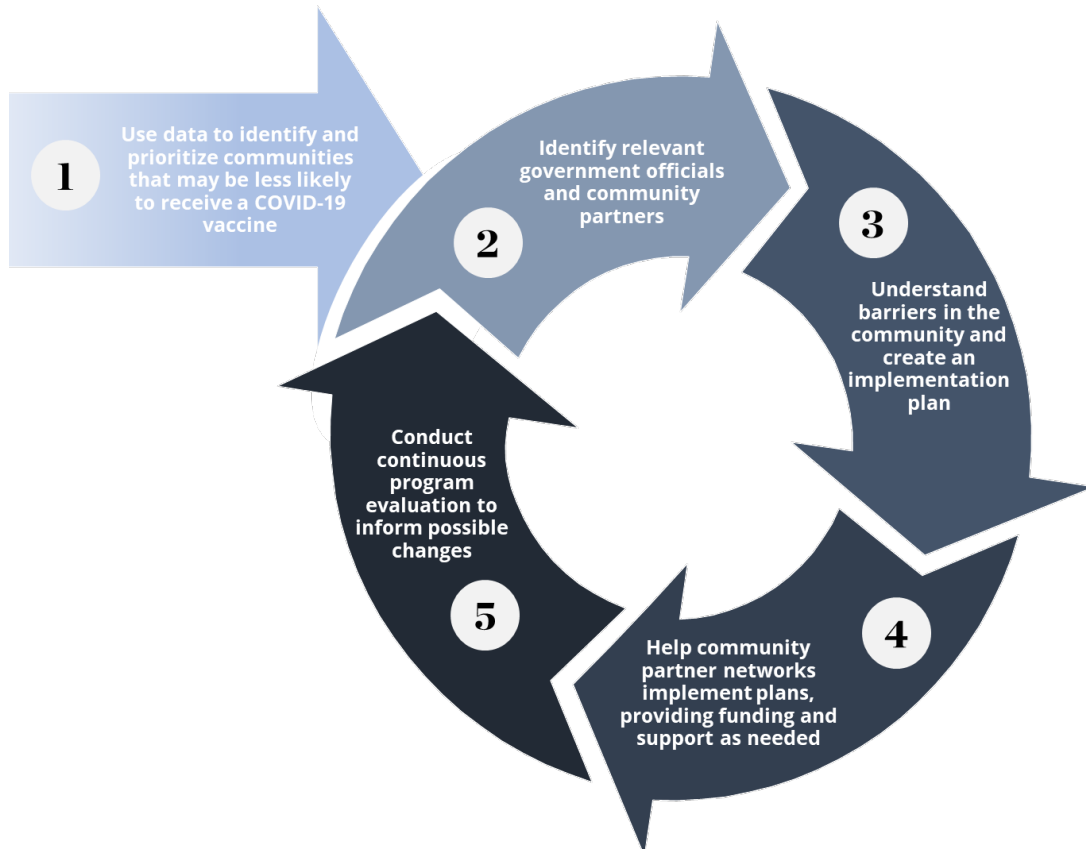 1
Use data to identify and
prioritize communities
that may be less likely
to receive a COVID-19
vaccine
2
Identify relevant
government officials
and community
partners
3
Understand
barriers in the
community and
create an
implementation
plan
4
Help community
partner networks
implement plans,
providing funding and
support as needed
5
Conduct
continuous
program
evaluation to
inform possible
changes